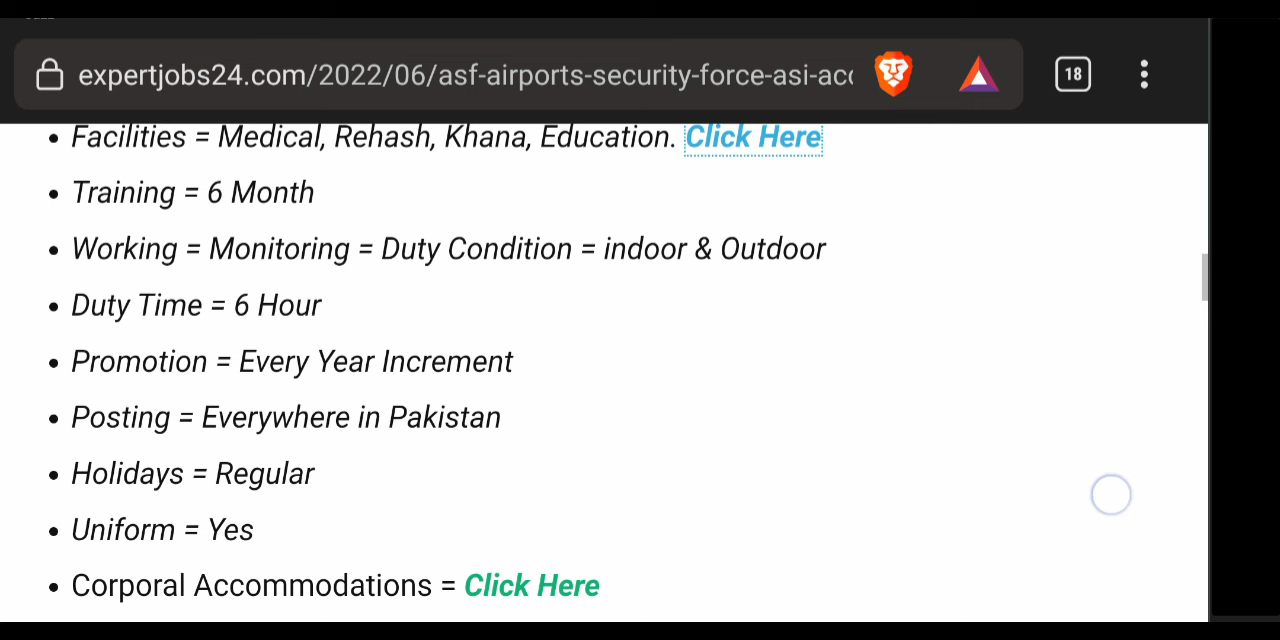 expertjobs24.com/2022/06/asf-airports-security-force-asi-acc
18
Facilities = Medical, Rehash, Khana, Education. Click Here
Training = 6 Month
Working = Monitoring = Duty Condition = indoor & Outdoor
Duty Time = 6 Hour
Promotion = Every Year Increment
Posting = Everywhere in Pakistan
Holidays = Regular
Uniform = Yes
Corporal Accommodations = Click Here